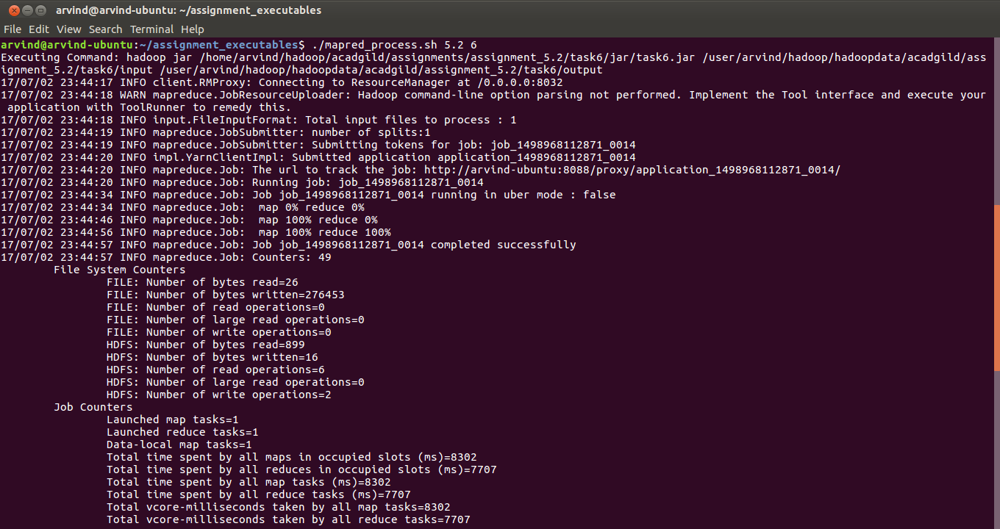 arvind@arvind-ubuntu: ~/assignment_executables
File Edit View Search Terminal Help
arvind@arvind-ubuntu:~/assignment_executables$ ./mapred_process.sh 5.2 6
Executing Command: hadoop jar /home/arvind/hadoop/acadgild/assignments/assignment_5.2/task6/jar/task6.jar /user/arvind/hadoop/hadoopdata/acadgild/ass
ignment_5.2/task6/input /user/arvind/hadoop/hadoopdata/acadgild/assignment_5.2/task6/output
17/07/02 23:44:17 INFO client.RMProxy: Connecting to ResourceManager at /0.0.0.0:8032
17/07/02 23:44:18 WARN mapreduce.JobResourceUploader: Hadoop command-line option parsing not performed. Implement the Tool interface and execute your
 application with ToolRunner to remedy this.
17/07/02 23:44:18 INFO input.FileInputFormat: Total input files to process : 1
17/07/02 23:44:19 INFO mapreduce.JobSubmitter: number of splits:1
17/07/02 23:44:19 INFO mapreduce.JobSubmitter: Submitting tokens for job: job_1498968112871_0014
17/07/02 23:44:20 INFO impl.YarnClientImpl: Submitted application application_1498968112871_0014
17/07/02 23:44:20 INFO mapreduce.Job: The url to track the job: http://arvind-ubuntu:8088/proxy/application_1498968112871_0014/
17/07/02 23:44:20 INFO mapreduce.Job: Running job: job_1498968112871_0014
17/07/02 23:44:34 INFO mapreduce.Job: Job job_1498968112871_0014 running in uber mode : false
17/07/02 23:44:34 INFO mapreduce.Job:  map 0% reduce 0%
17/07/02 23:44:46 INFO mapreduce.Job:  map 100% reduce 0%
17/07/02 23:44:56 INFO mapreduce.Job:  map 100% reduce 100%
17/07/02 23:44:57 INFO mapreduce.Job: Job job_1498968112871_0014 completed successfully
17/07/02 23:44:57 INFO mapreduce.Job: Counters: 49
        File System Counters
                FILE: Number of bytes read=26
                FILE: Number of bytes written=276453
                FILE: Number of read operations=0
                FILE: Number of large read operations=0
                FILE: Number of write operations=0
                HDFS: Number of bytes read=899
                HDFS: Number of bytes written=16
                HDFS: Number of read operations=6
                HDFS: Number of large read operations=0
                HDFS: Number of write operations=2
        Job Counters
                Launched map tasks=1
                Launched reduce tasks=1
                Data-local map tasks=1
                Total time spent by all maps in occupied slots (ms)=8302
                Total time spent by all reduces in occupied slots (ms)=7707
                Total time spent by all map tasks (ms)=8302
                Total time spent by all reduce tasks (ms)=7707
                Total vcore-milliseconds taken by all map tasks=8302
                Total vcore-milliseconds taken by all reduce tasks=7707